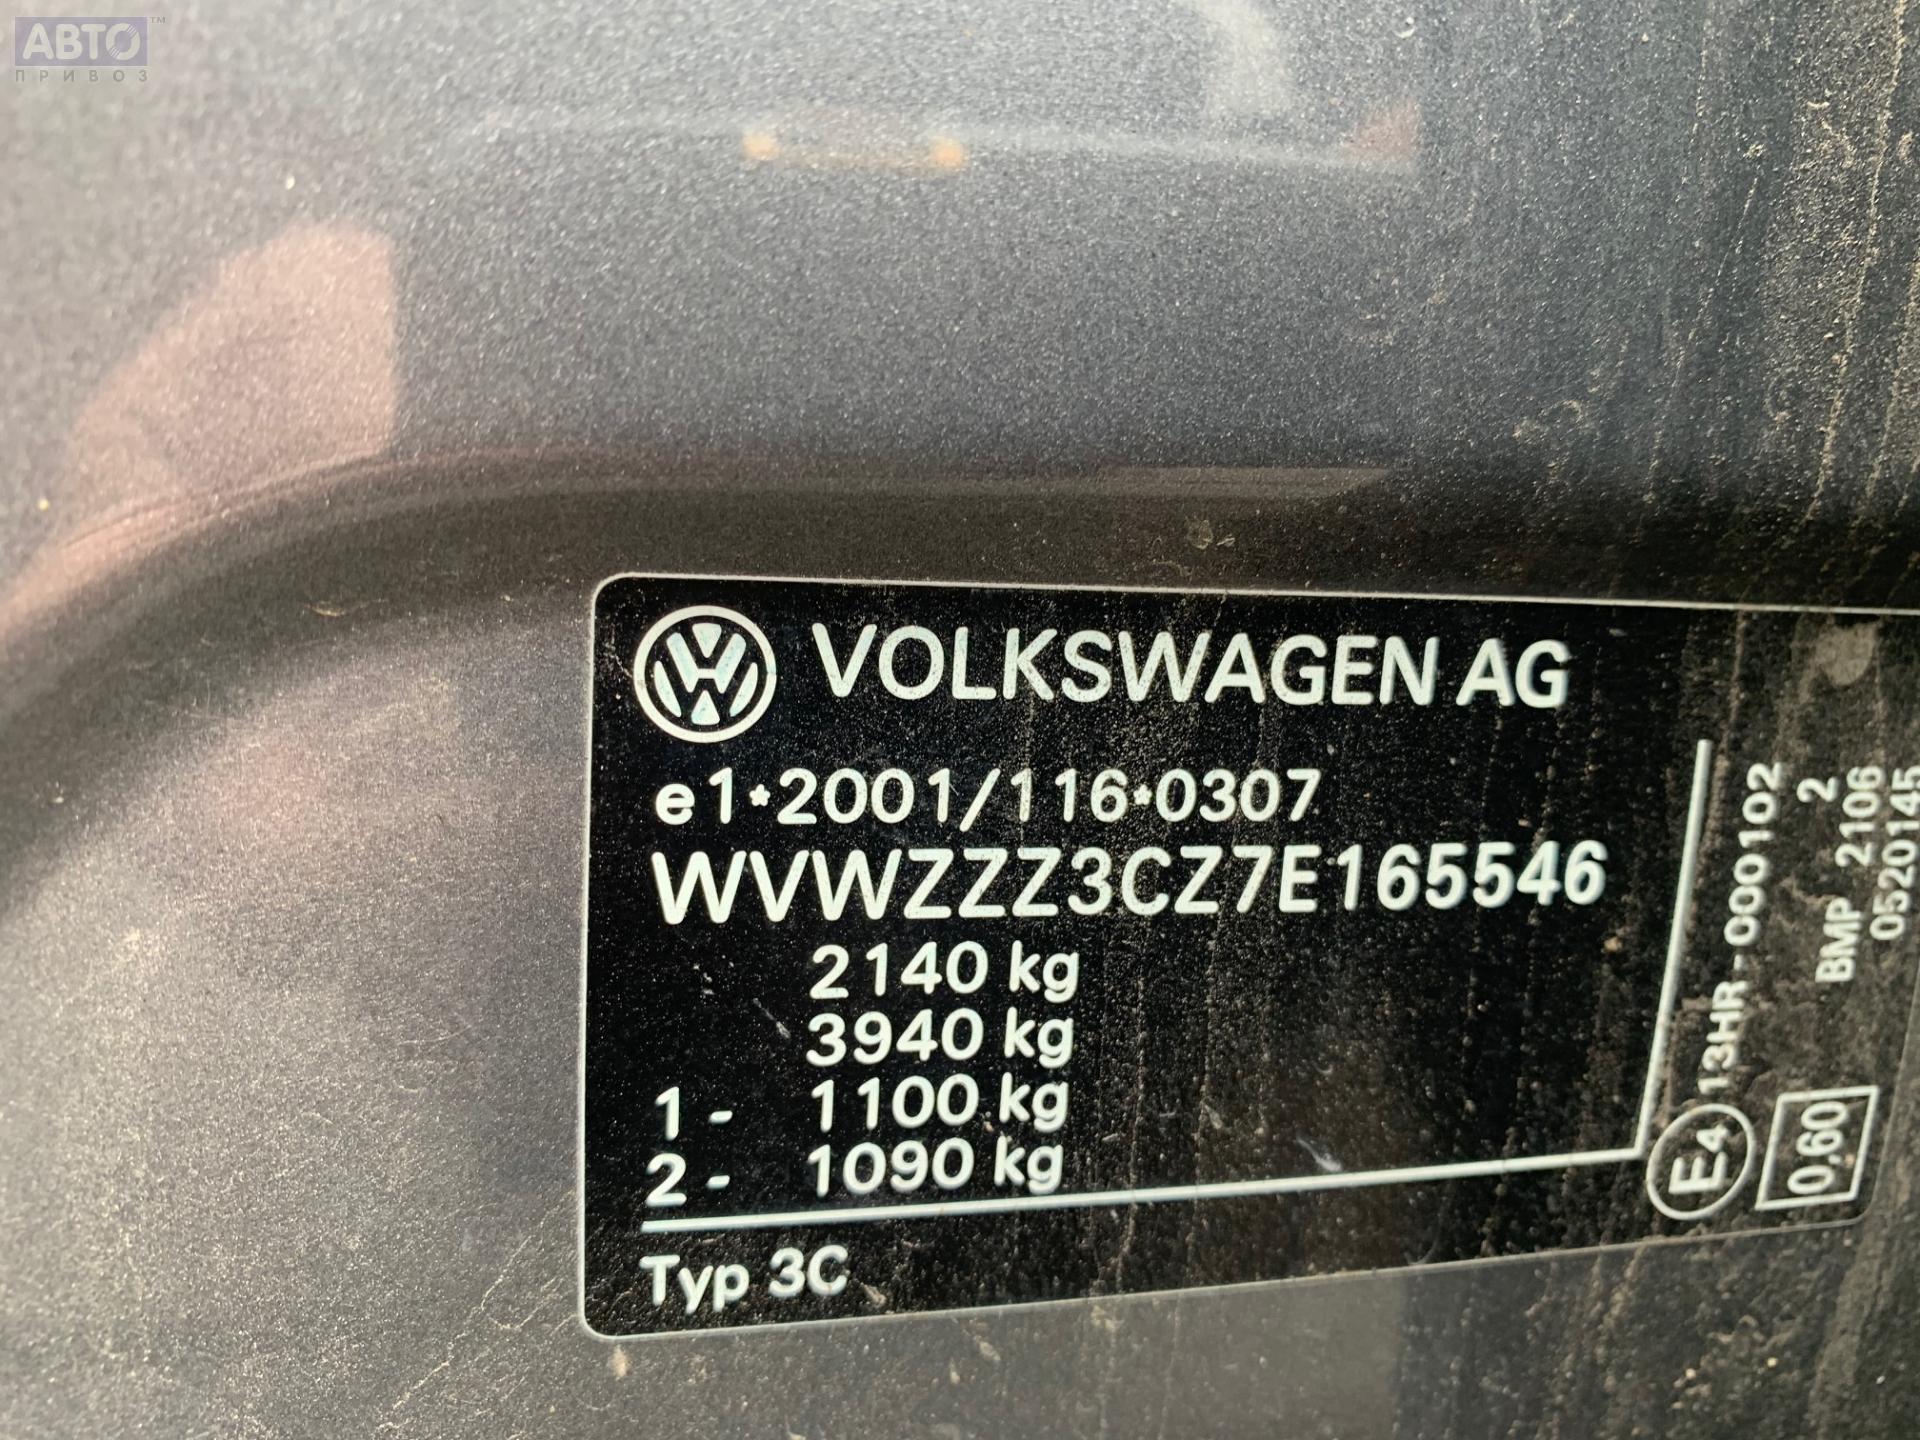 АВТО™
ПРИВОЗ
VOLKSWAGEN AG
e1*2001/116*0307
WVWZZZ3CZ7E165546
2140 kg
3940 kg
1 - 1100 kg
2 - 1090 kg
Typ 3C
E4 13HR - 000102
0,60
2
BMP 2106
0520145